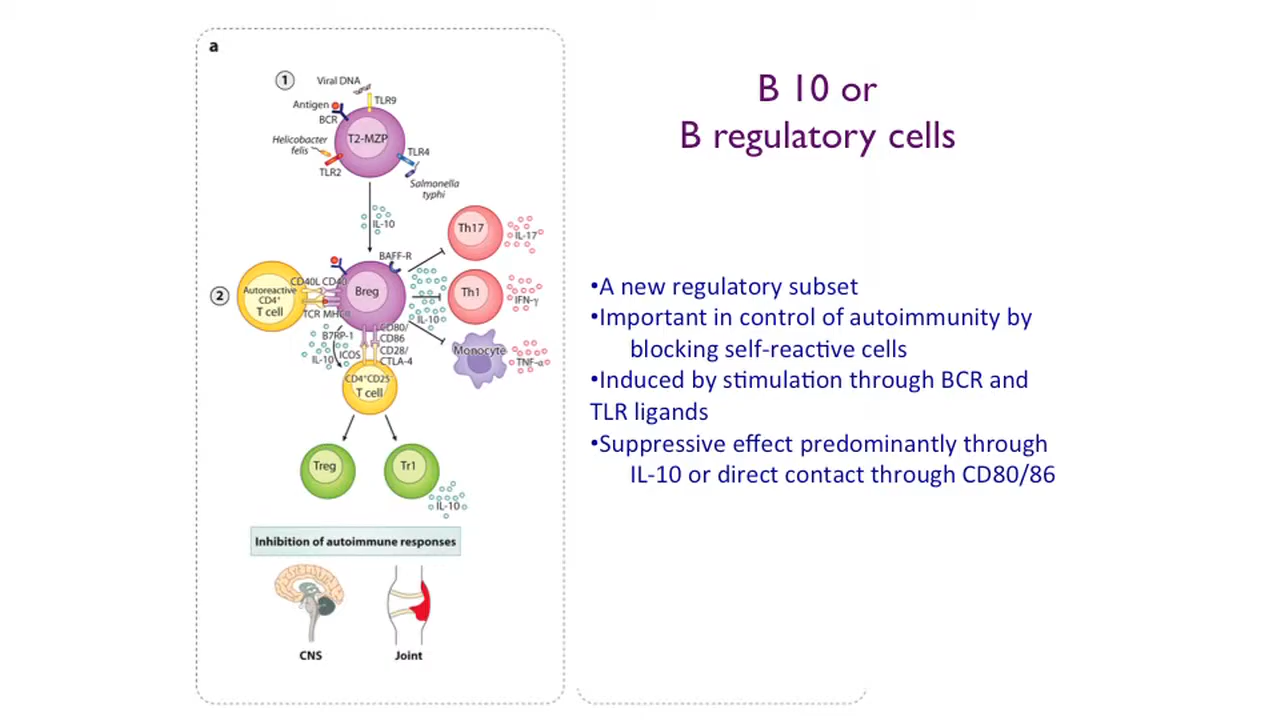 a
1
Viral DNA
TLR9
Antigen
BCR
T2-MZP
Helicobacter
felis
TLR4
TLR2
Salmonella
typhi
IL-10
Th17
IL-17
BAFF-R
2
Autoreactive
CD4+
T cell
CD40L CD40
TCR MHC II
Breg
Th1
IFN-γ
IL-10
B7RP-1
IL-10
ICOS
CD80/
CD86
CD28/
CTLA-4
Monocyte
TNF-α
CD4+CD25-
T cell
Treg
Tr1
IL-10
Inhibition of autoimmune responses
CNS
Joint
B 10 or
B regulatory cells
•A new regulatory subset
•Important in control of autoimmunity by
blocking self-reactive cells
•Induced by stimulation through BCR and
TLR ligands
•Suppressive effect predominantly through
IL-10 or direct contact through CD80/86